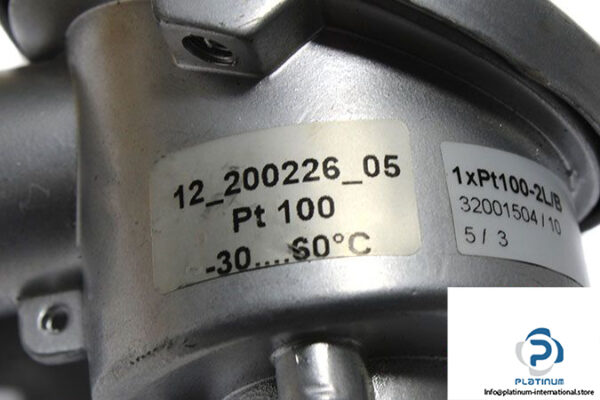 12_200226_05
Pt 100
-30....60°C
1xPt100-2L/B
32001504/10
5 / 3
PLATINUM
Info@platinum-international.store